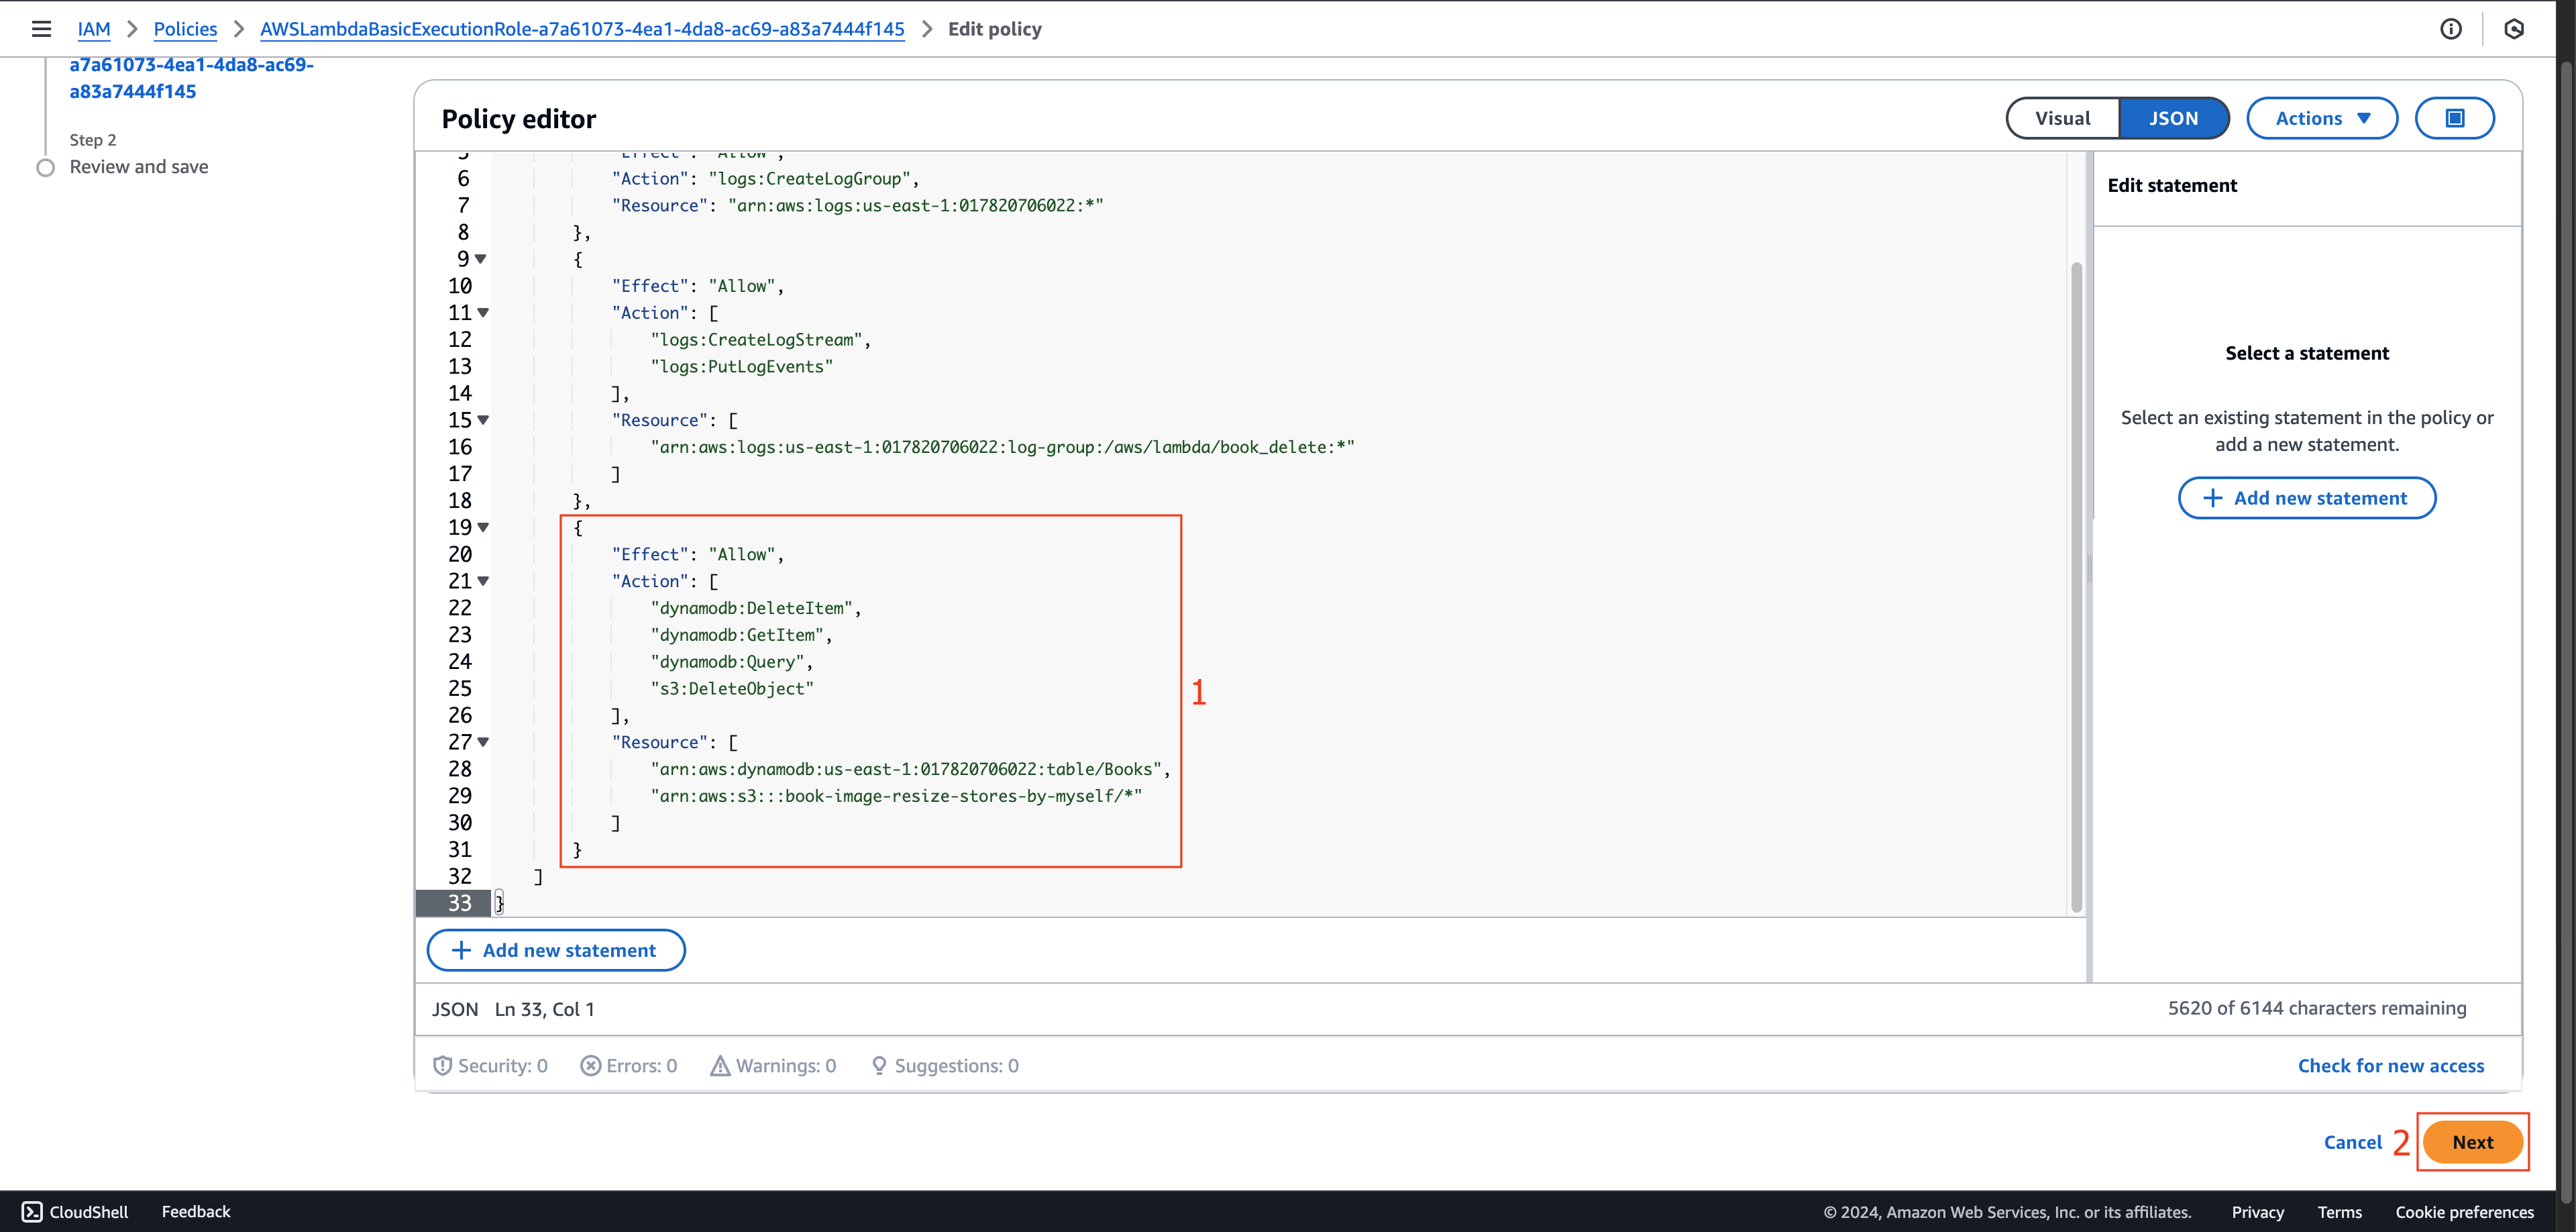 IAM > Policies > AWSLambdaBasicExecutionRole-a7a61073-4ea1-4da8-ac69-a83a7444f145 > Edit policy
a7a61073-4ea1-4da8-ac69-
a83a7444f145
Step 2
Review and save
Policy editor
Visual
JSON
Actions
5 "Effect": "Allow",
6 "Action": "logs:CreateLogGroup",
7 "Resource": "arn:aws:logs:us-east-1:017820706022:*"
8 },
9 {
10 "Effect": "Allow",
11 "Action": [
12 "logs:CreateLogStream",
13 "logs:PutLogEvents"
14 ],
15 "Resource": [
16 "arn:aws:logs:us-east-1:017820706022:log-group:/aws/lambda/book_delete:*"
17 ]
18 },
19 {
20 "Effect": "Allow",
21 "Action": [
22 "dynamodb:DeleteItem",
23 "dynamodb:GetItem",
24 "dynamodb:Query",
25 "s3:DeleteObject"
26 ],
27 "Resource": [
28 "arn:aws:dynamodb:us-east-1:017820706022:table/Books",
29 "arn:aws:s3:::book-image-resize-stores-by-myself/*"
30 ]
31 }
32 ]
33 }
1
Edit statement
Select a statement
Select an existing statement in the policy or
add a new statement.
+ Add new statement
+ Add new statement
JSON Ln 33, Col 1
5620 of 6144 characters remaining
Security: 0
Errors: 0
Warnings: 0
Suggestions: 0
Check for new access
Cancel
2
Next
CloudShell
Feedback
© 2024, Amazon Web Services, Inc. or its affiliates.
Privacy
Terms
Cookie preferences